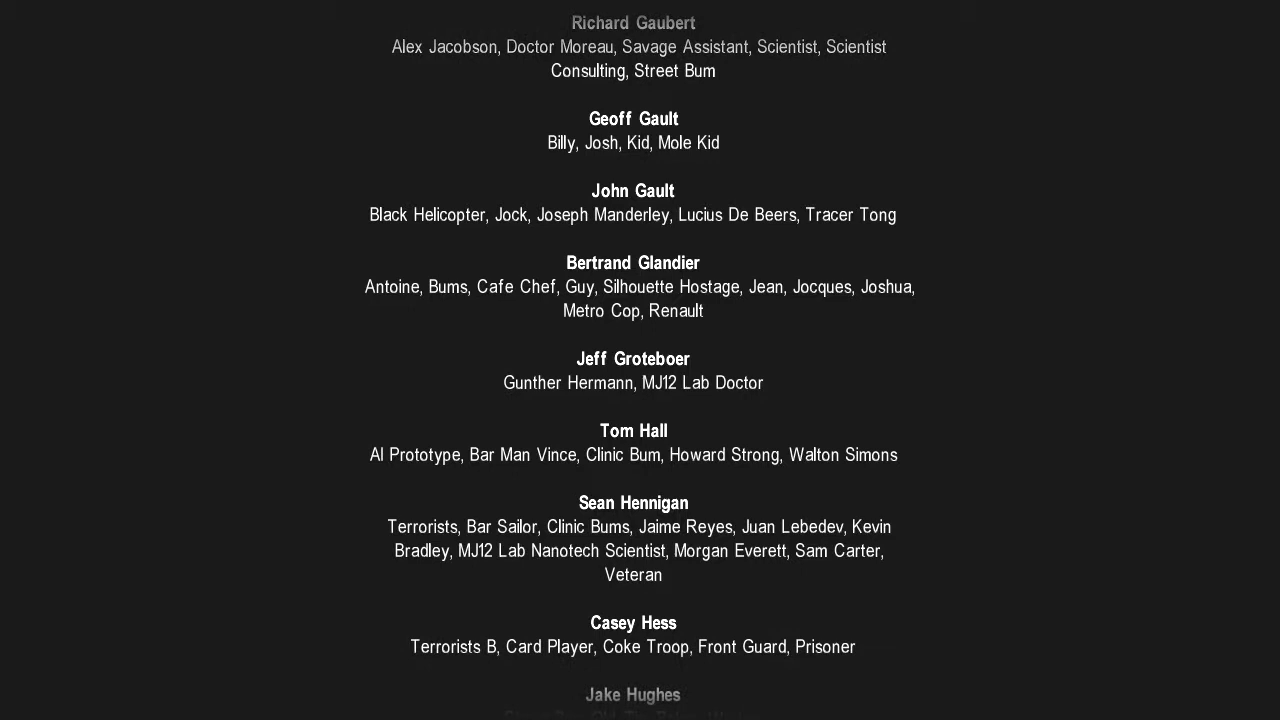 Richard Gaubert
Alex Jacobson, Doctor Moreau, Savage Assistant, Scientist, Scientist
Consulting, Street Bum
Geoff Gault
Billy, Josh, Kid, Mole Kid
John Gault
Black Helicopter, Jock, Joseph Manderley, Lucius De Beers, Tracer Tong
Bertrand Glandier
Antoine, Bums, Cafe Chef, Guy, Silhouette Hostage, Jean, Jocques, Joshua,
Metro Cop, Renault
Jeff Groteboer
Gunther Hermann, MJ12 Lab Doctor
Tom Hall
AI Prototype, Bar Man Vince, Clinic Bum, Howard Strong, Walton Simons
Sean Hennigan
Terrorists, Bar Sailor, Clinic Bums, Jaime Reyes, Juan Lebedev, Kevin
Bradley, MJ12 Lab Nanotech Scientist, Morgan Everett, Sam Carter,
Veteran
Casey Hess
Terrorists B, Card Player, Coke Troop, Front Guard, Prisoner
Jake Hughes